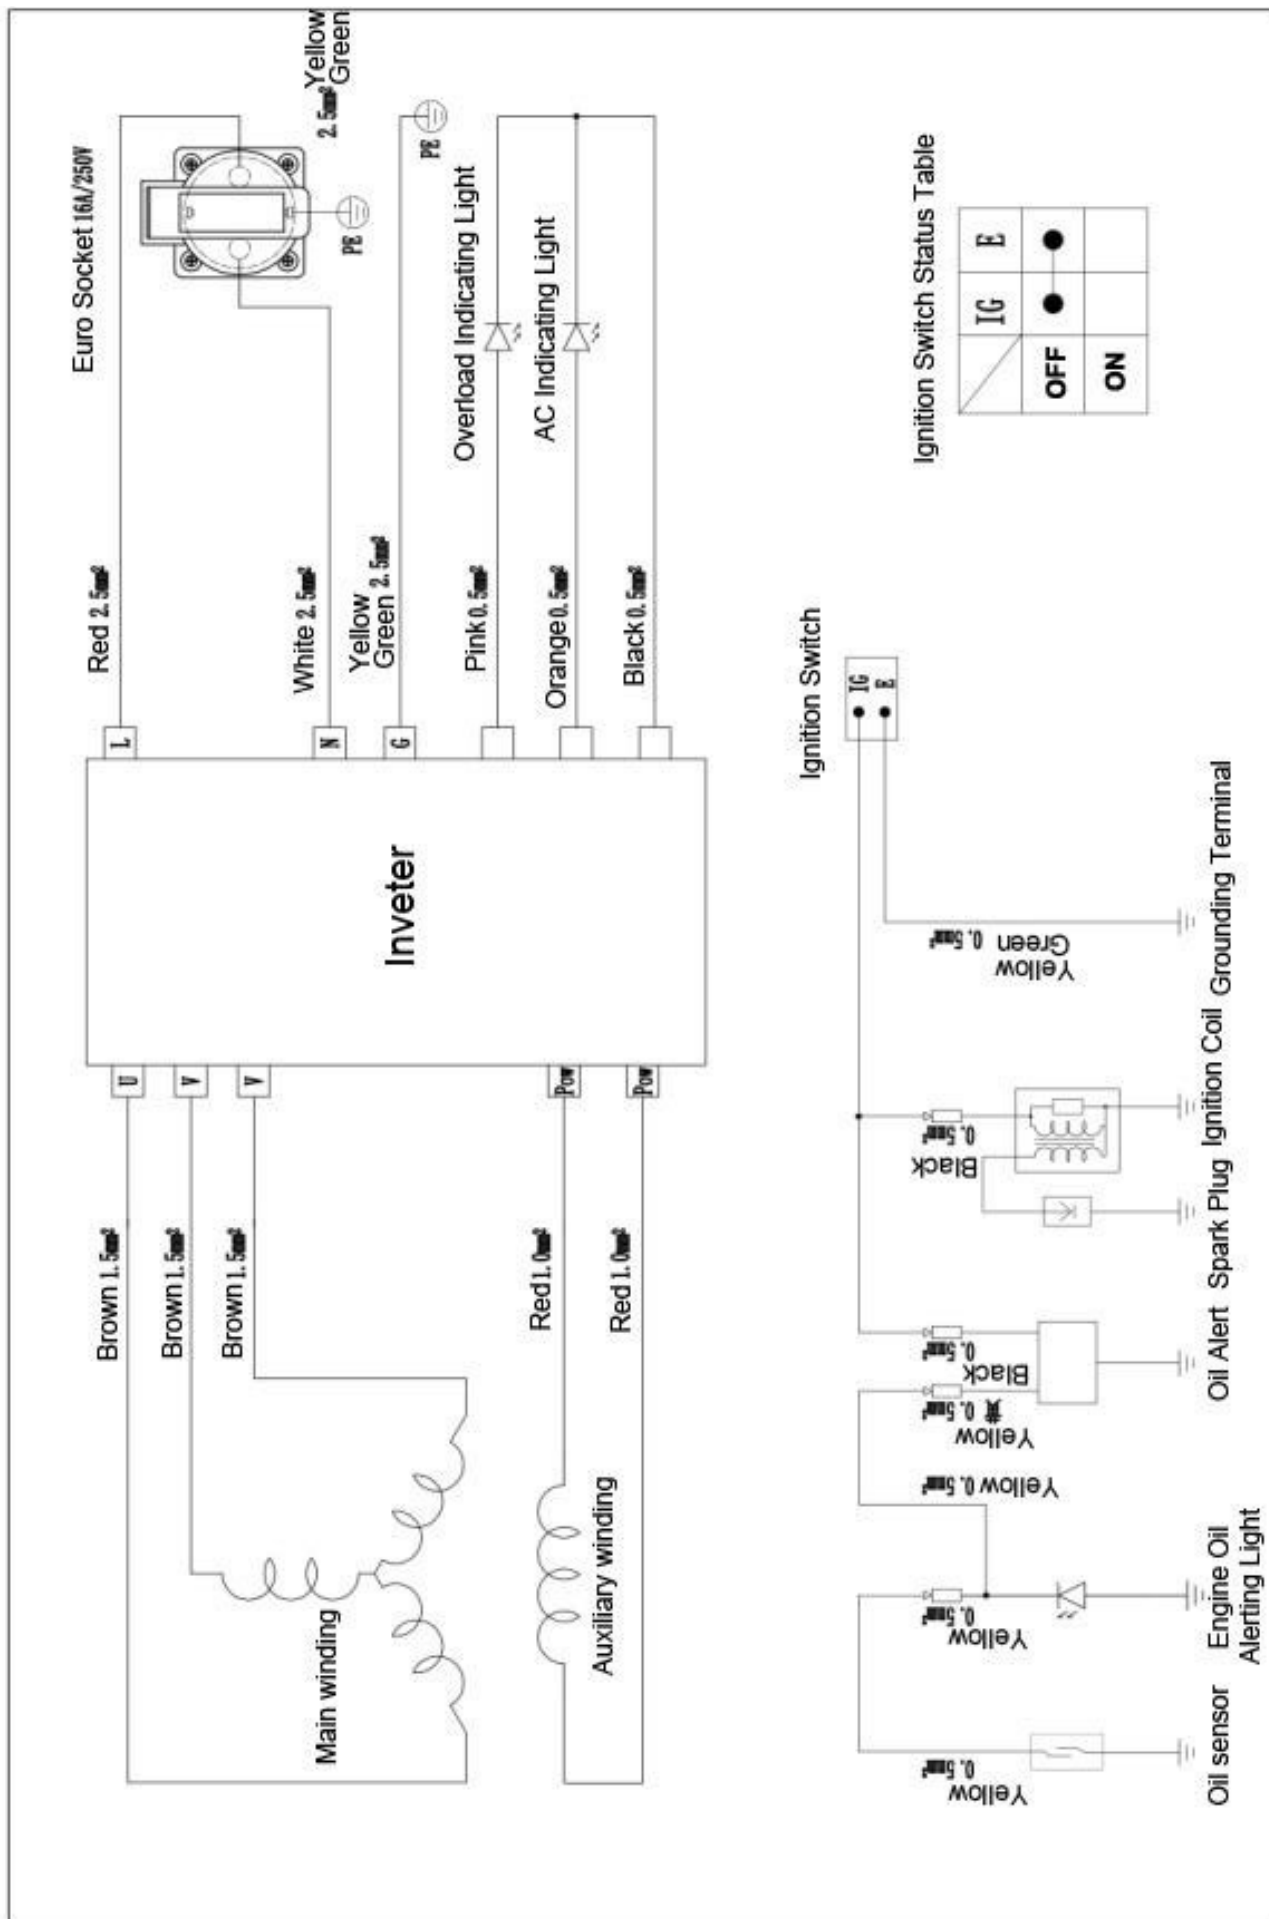 Euro Socket 16A/250V
Yellow
Green
2.5mm²
PE
PE
Red 2.5mm²
White 2.5mm²
Yellow
Green 2.5mm²
Pink 0.5mm²
Orange 0.5mm²
Black 0.5mm²
Overload Indicating Light
AC Indicating Light
L
N
G
Inveter
U
V
V
Pow
Pow
Brown 1.5mm²
Brown 1.5mm²
Brown 1.5mm²
Red 1.0mm²
Red 1.0mm²
Main winding
Auxiliary winding
Ignition Switch Status Table
IG E
OFF
ON
Ignition Switch
IG
E
Yellow
Green 0.5mm²
Black
0.5mm²
Black
0.5mm²
Yellow
黄 0.5mm²
Yellow 0.5mm²
Yellow
0.5mm²
Yellow
0.5mm²
Oil sensor
Engine Oil
Alerting Light
Oil Alert
Spark Plug
Ignition Coil
Grounding Terminal